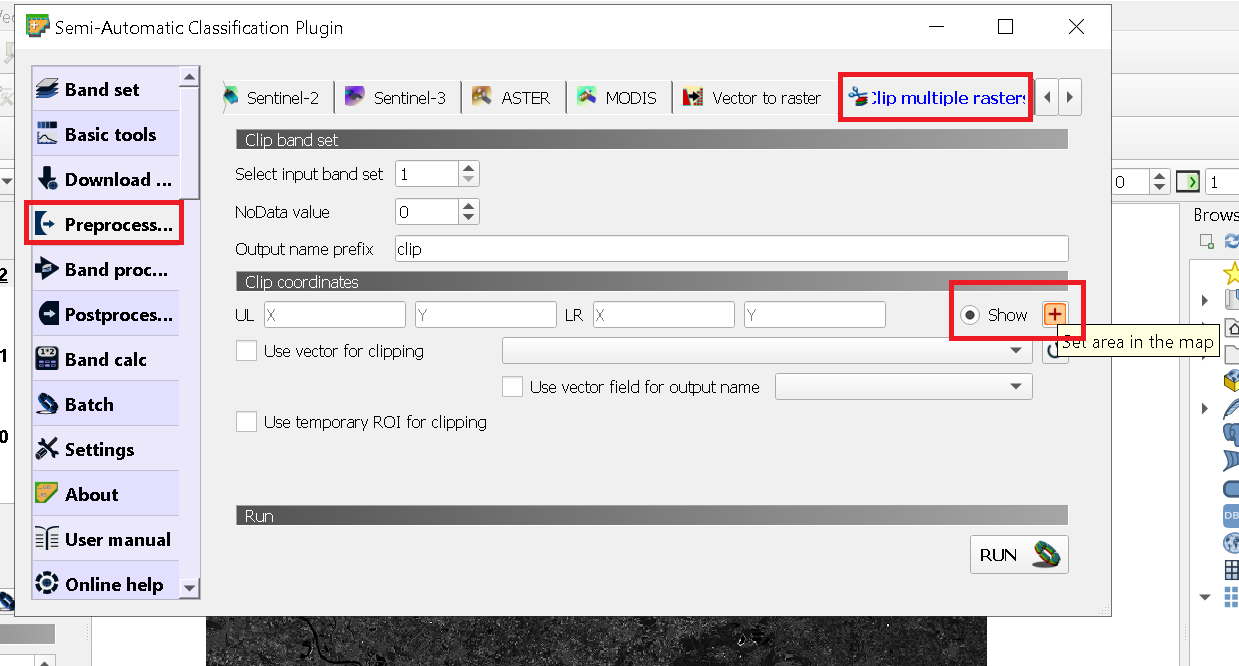 Semi-Automatic Classification Plugin
Band set
Basic tools
Download ...
Preprocess...
Band proc...
Postproces...
Band calc
Batch
Settings
About
User manual
Online help
Sentinel-2
Sentinel-3
ASTER
MODIS
Vector to raster
Clip multiple rasters
Clip band set
Select input band set 1
NoData value 0
Output name prefix clip
Clip coordinates
UL X Y LR X Y Show +
Set area in the map
Use vector for clipping
Use vector field for output name
Use temporary ROI for clipping
Run
RUN
0 1
Brows
2
1
0
DB